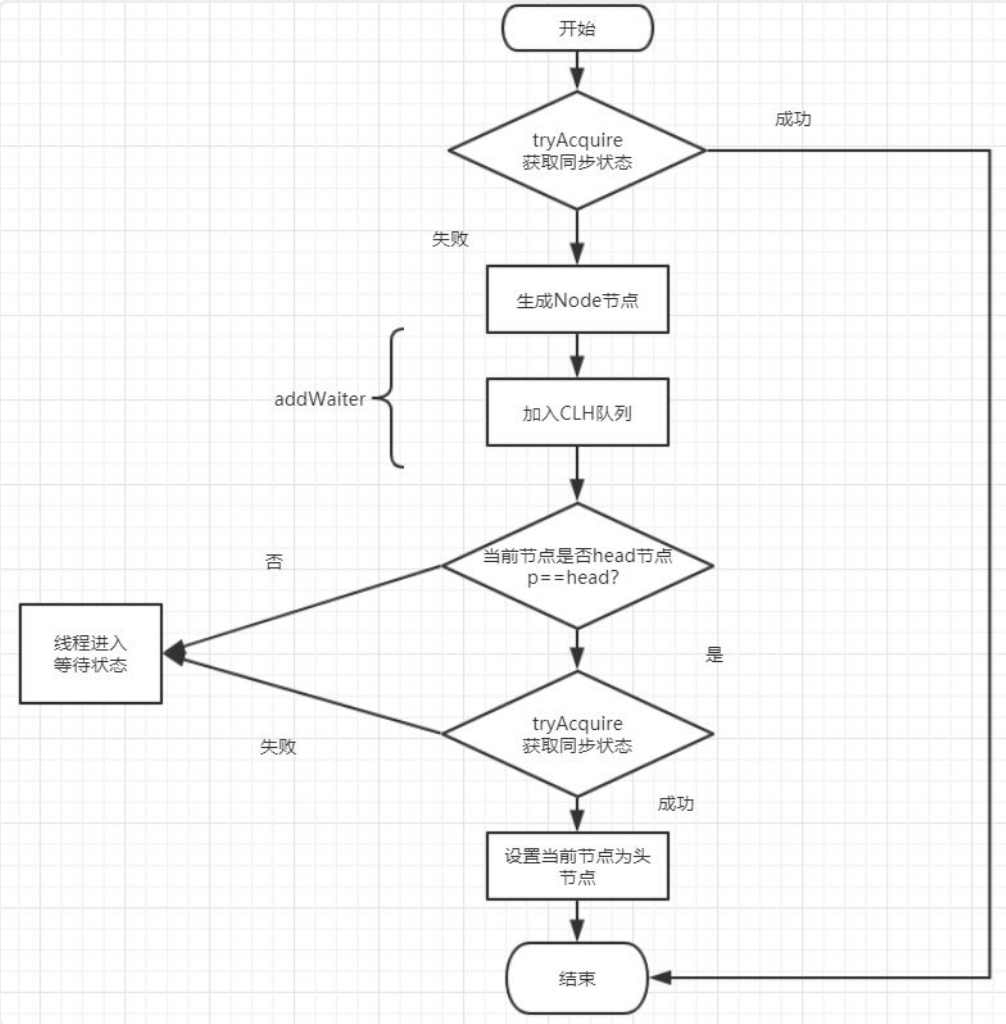 开始
tryAcquire
获取同步状态
成功
失败
生成Node节点
addWaiter
加入CLH队列
当前节点是否head节点
p==head?
否
线程进入
等待状态
是
tryAcquire
获取同步状态
失败
成功
设置当前节点为头
节点
结束